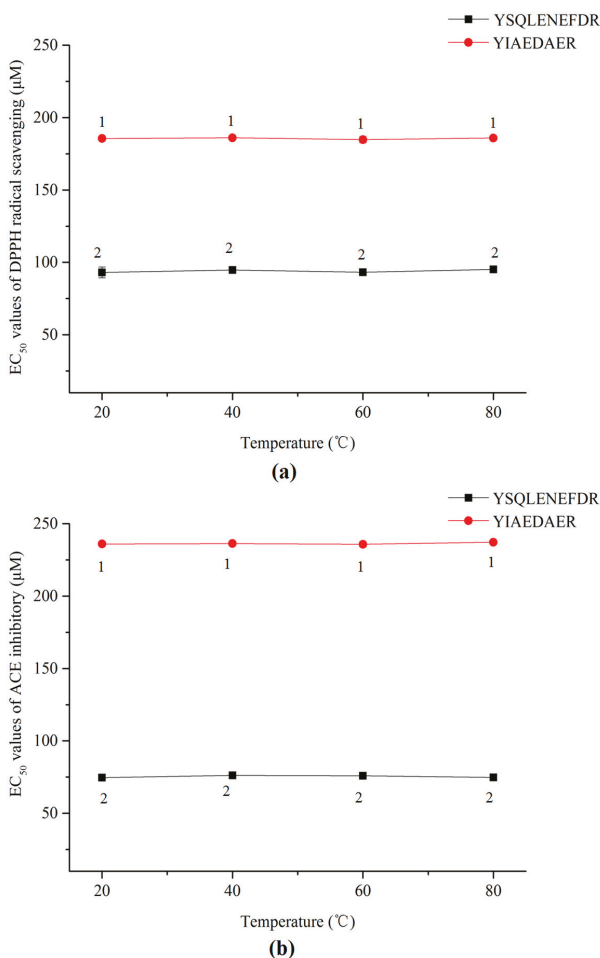 YSQLENEFDR
YIAEDAER
EC50 values of DPPH radical scavenging (μM)
250
200
150
100
50
1 1 1 1
2 2 2 2
20 40 60 80
Temperature (℃)
(a)
YSQLENEFDR
YIAEDAER
EC50 values of ACE inhibitory (μM)
250
200
150
100
50
1 1 1 1
2 2 2 2
20 40 60 80
Temperature (℃)
(b)